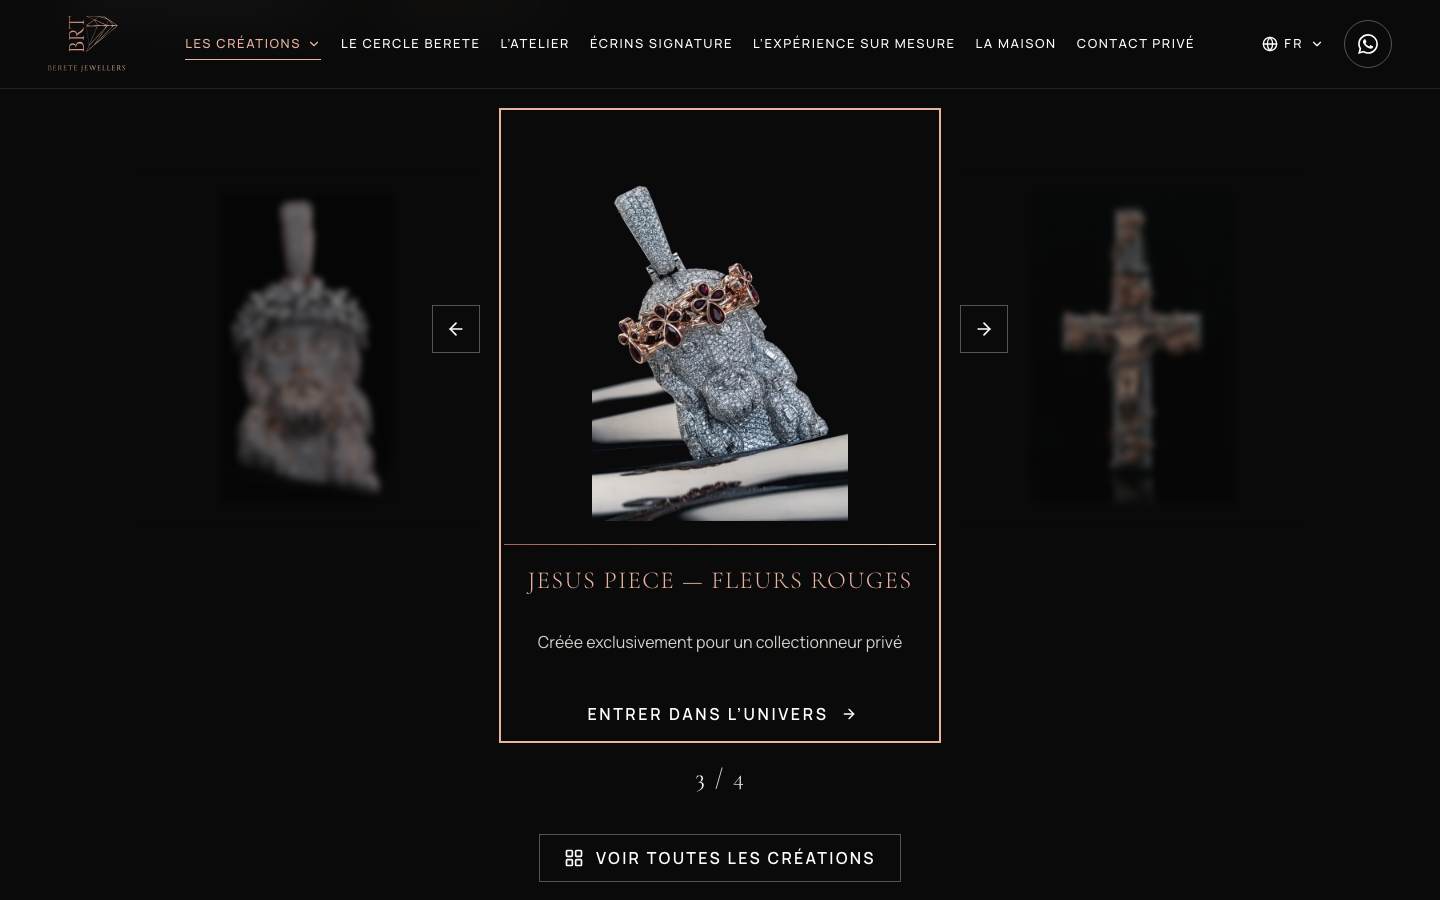 BRT
BERETE JEWELLERS
LES CRÉATIONS
LE CERCLE BERETE
L’ATELIER
ÉCRINS SIGNATURE
L’EXPÉRIENCE SUR MESURE
LA MAISON
CONTACT PRIVÉ
FR
JESUS PIECE — FLEURS ROUGES
Créée exclusivement pour un collectionneur privé
ENTRER DANS L’UNIVERS
3 / 4
VOIR TOUTES LES CRÉATIONS